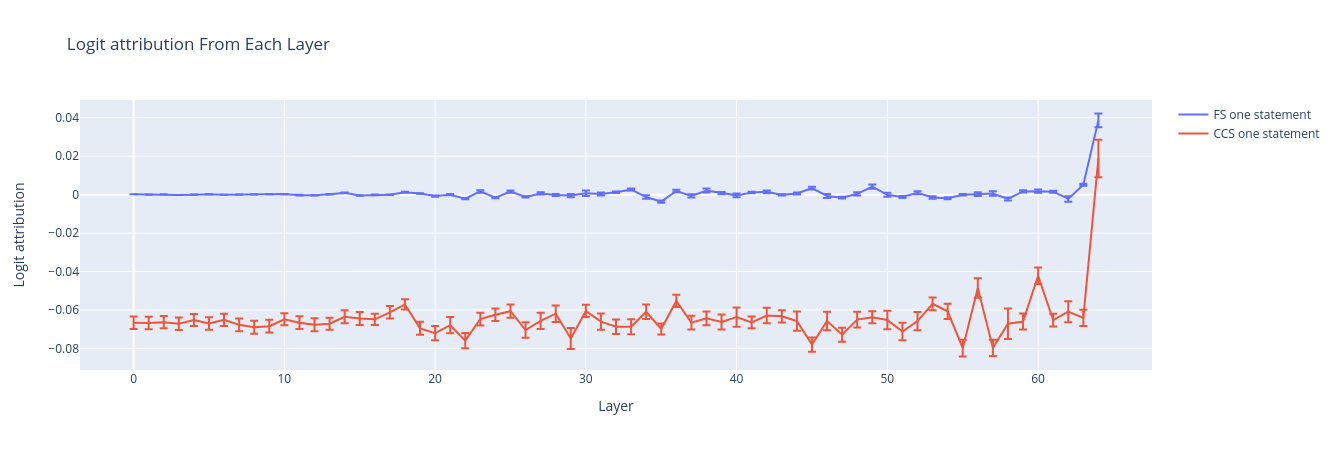 Logit attribution From Each Layer
FS one statement
CCS one statement
0.04
0.02
0
−0.02
−0.04
−0.06
−0.08
Logit attribution
0 10 20 30 40 50 60
Layer